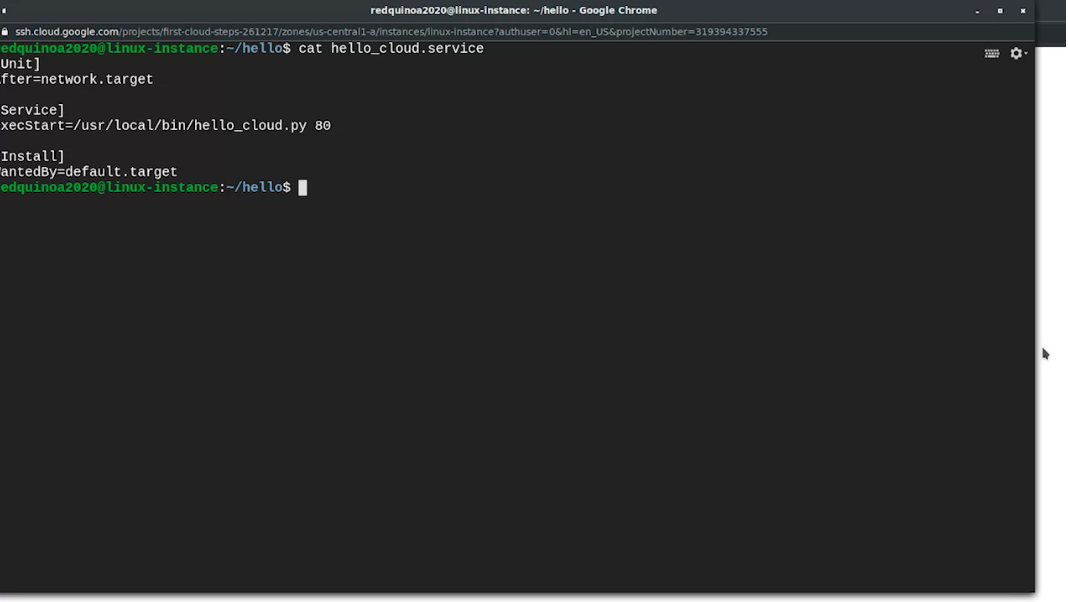 redquinoa2020@linux-instance: ~/hello - Google Chrome
ssh.cloud.google.com/projects/first-cloud-steps-261217/zones/us-central1-a/instances/linux-instance?authuser=0&hl=en_US&projectNumber=319394337555
edquinoa2020@linux-instance:~/hello$ cat hello_cloud.service
Unit]
fter=network.target
Service]
xecStart=/usr/local/bin/hello_cloud.py 80
Install]
antedBy=default.target
edquinoa2020@linux-instance:~/hello$